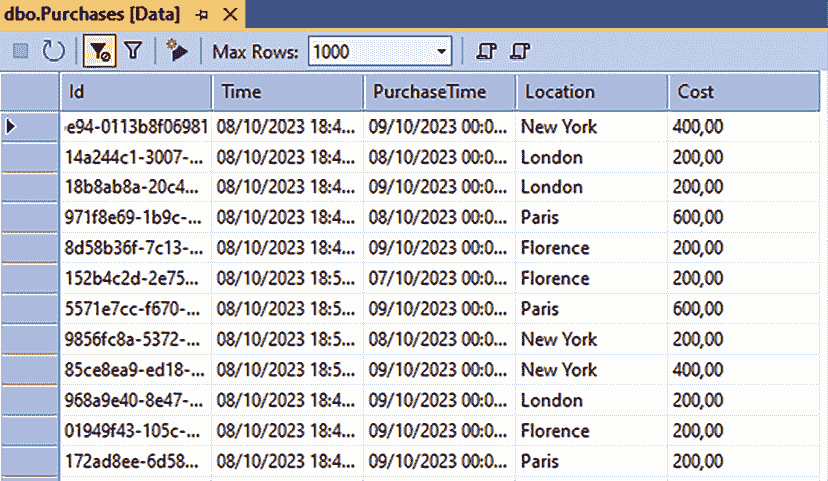 dbo.Purchases [Data]
Max Rows: 1000
Id Time PurchaseTime Location Cost
e94-0113b8f06981 08/10/2023 18:4... 09/10/2023 00:0... New York 400,00
14a244c1-3007-... 08/10/2023 18:4... 08/10/2023 00:0... London 200,00
18b8ab8a-20c4... 08/10/2023 18:4... 09/10/2023 00:0... London 200,00
971f8e69-1b9c-... 08/10/2023 18:4... 08/10/2023 00:0... Paris 600,00
8d58b36f-7c13-... 08/10/2023 18:4... 09/10/2023 00:0... Florence 200,00
152b4c2d-2e75... 08/10/2023 18:5... 07/10/2023 00:0... Florence 200,00
5571e7cc-f670-... 08/10/2023 18:5... 09/10/2023 00:0... Paris 600,00
9856fc8a-5372-... 08/10/2023 18:5... 08/10/2023 00:0... New York 200,00
85ce8ea9-ed18-... 08/10/2023 18:5... 09/10/2023 00:0... New York 400,00
968a9e40-8e47-... 08/10/2023 18:4... 09/10/2023 00:0... London 200,00
01949f43-105c-... 08/10/2023 18:4... 09/10/2023 00:0... Florence 200,00
172ad8ee-6d58... 08/10/2023 18:4... 09/10/2023 00:0... Paris 200,00